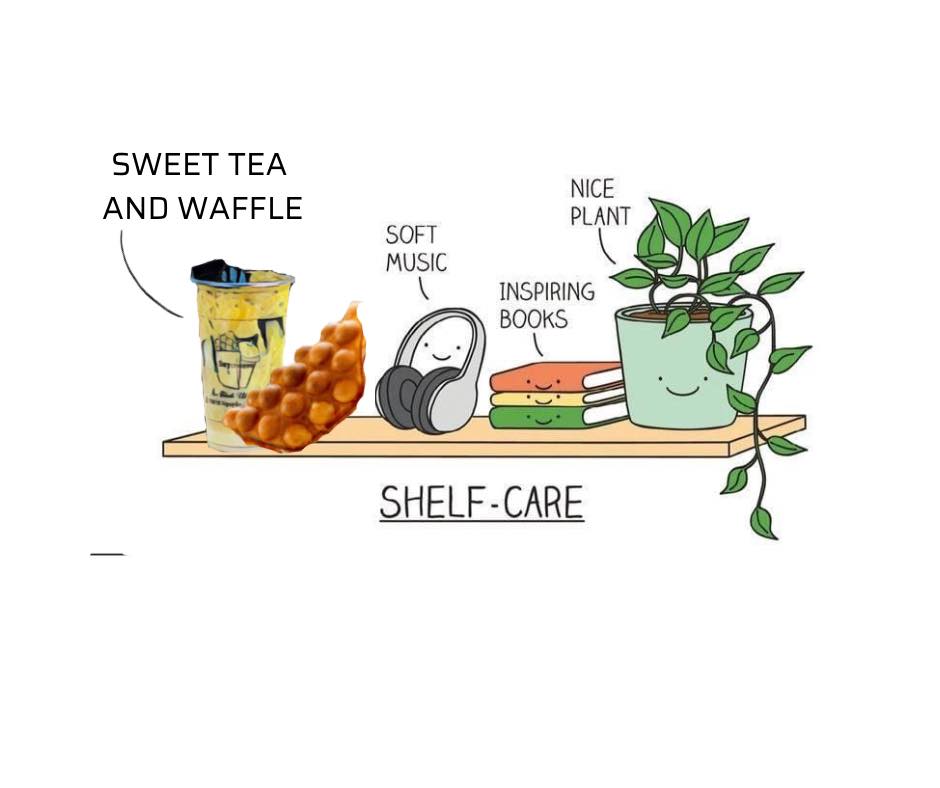 SWEET TEA
AND WAFFLE
SOFT
MUSIC
INSPIRING
BOOKS
NICE
PLANT
SHELF-CARE